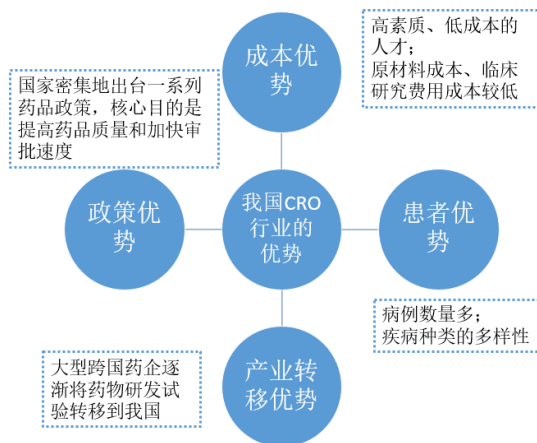 成本优
势
高素质、低成本的
人才；
原材料成本、临床
研究费用成本较低
国家密集地出台一系列
药品政策，核心目的是
提高药品质量和加快审
批速度
政策优
势
我国CRO
行业的
优势
患者优
势
病例数量多；
疾病种类的多样性
大型跨国药企逐
渐将药物研发试
验转移到我国
产业转
移优势